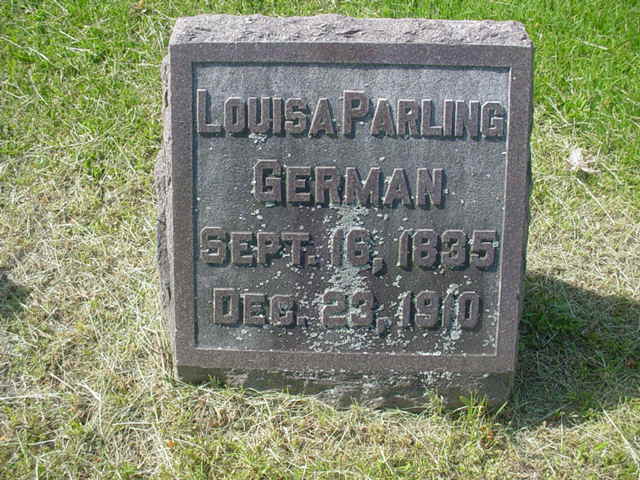 LOUISA PARLING
GERMAN
SEPT. 16, 1835
DEC. 23, 1910